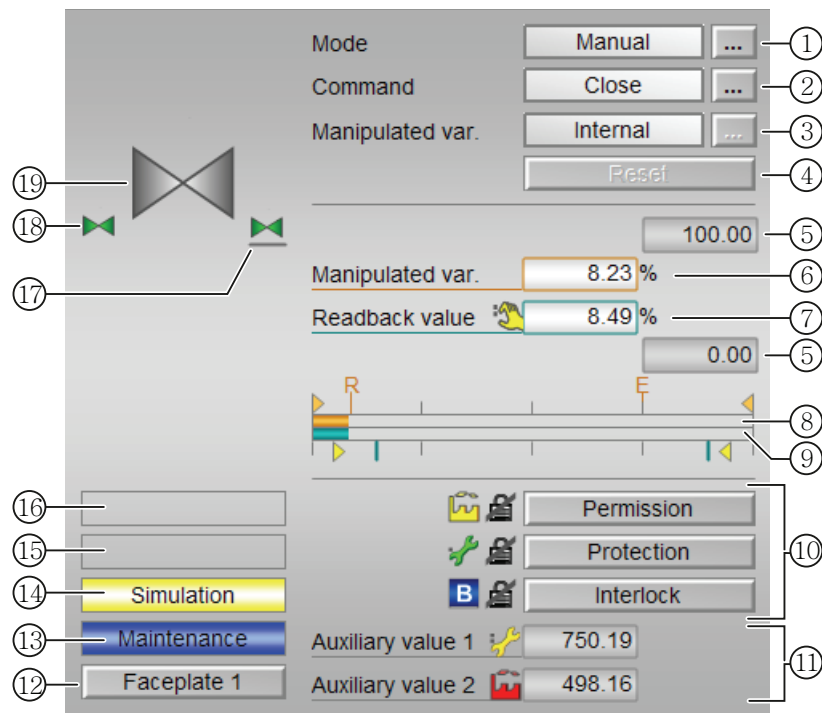 Mode Manual ... ①
Command Close ... ②
Manipulated var. Internal ... ③
Reset ④
⑲
⑱
100.00 ⑤
⑰
Manipulated var. 8.23 % ⑥
Readback value 8.49 % ⑦
0.00 ⑤
R E
⑧
⑨
⑯ Permission
⑮ Protection ⑩
⑭ Simulation B Interlock
⑬ Maintenance Auxiliary value 1 750.19
⑪
⑫ Faceplate 1 Auxiliary value 2 498.16